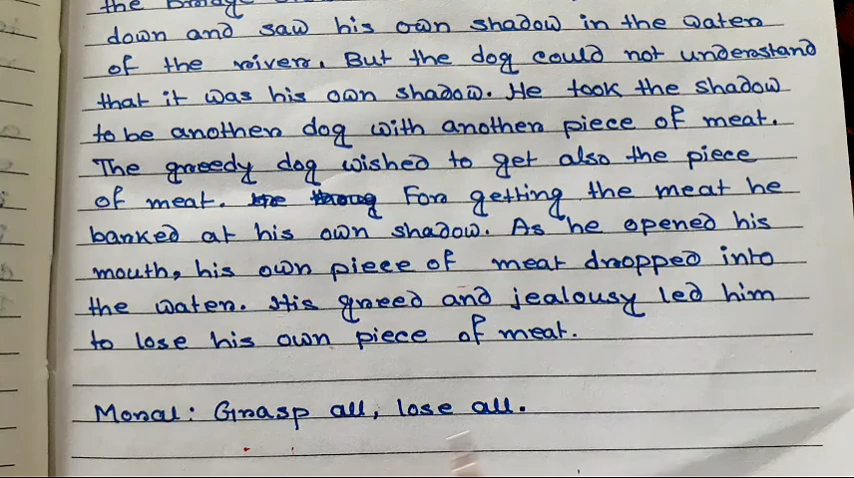 the Bridge
down and saw his own shadow in the water
of the river. But the dog could not understand
that it was his own shadow. He took the shadow
to be another dog with another piece of meat.
The greedy dog wished to get also the piece
of meat. For getting the meat he
barked at his own shadow. As he opened his
mouth, his own piece of meat dropped into
the water. His greed and jealousy led him
to lose his own piece of meat.
Moral: Grasp all, lose all.